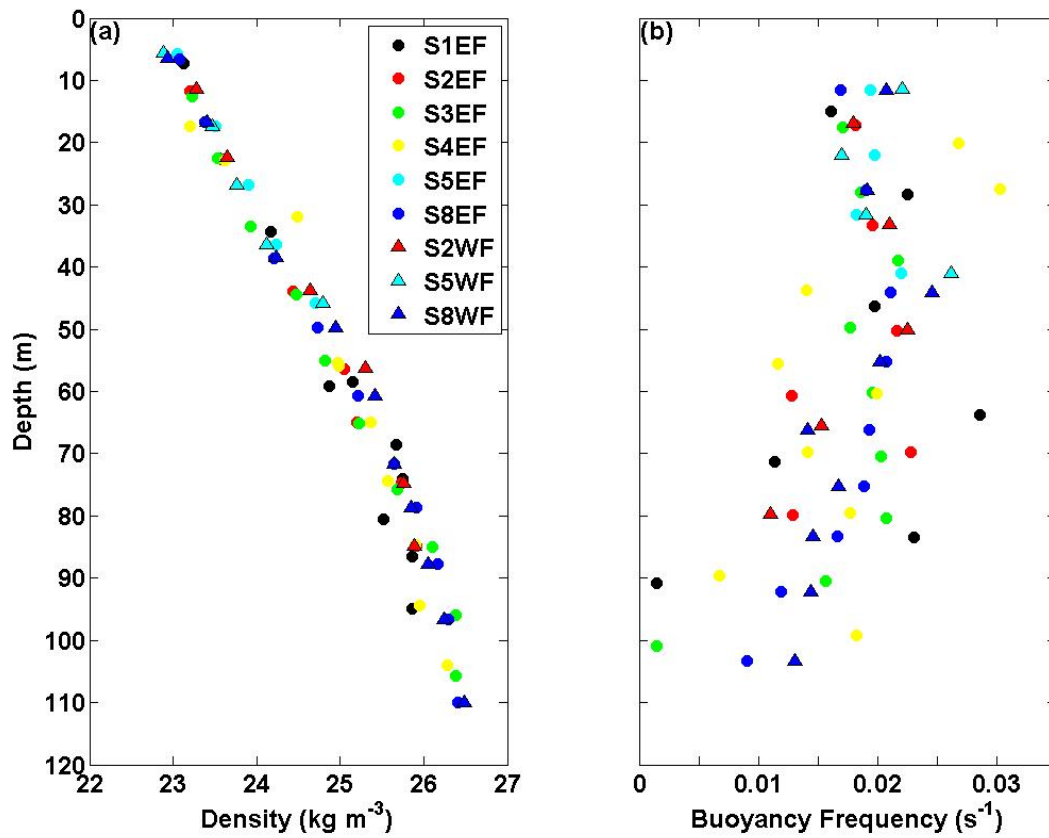 (a)
0
10
20
30
40
50
60
70
80
90
100
110
120
Depth (m)
22
23
24
25
26
27
Density (kg m⁻³)
S1EF
S2EF
S3EF
S4EF
S5EF
S8EF
S2WF
S5WF
S8WF
(b)
0
0.01
0.02
0.03
Buoyancy Frequency (s⁻¹)